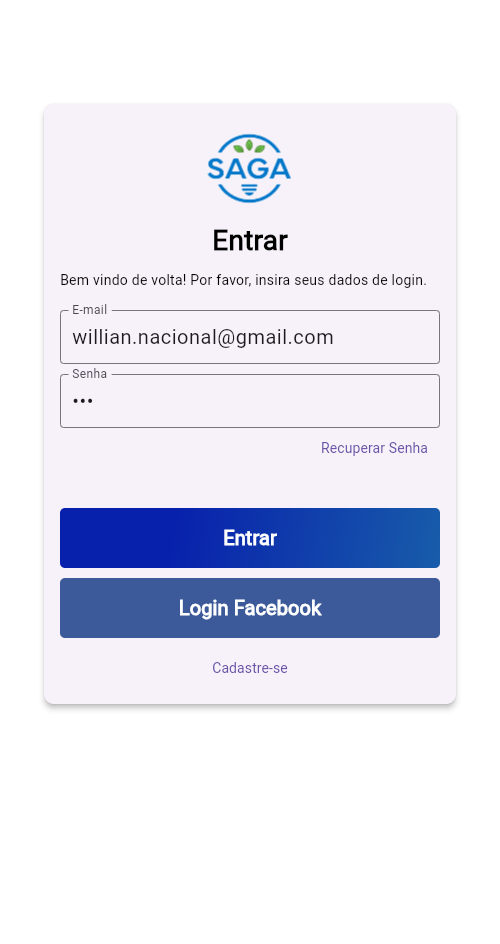 SAGA
Entrar
Bem vindo de volta! Por favor, insira seus dados de login.
E-mail
willian.nacional@gmail.com
Senha
•••
Recuperar Senha
Entrar
Login Facebook
Cadastre-se